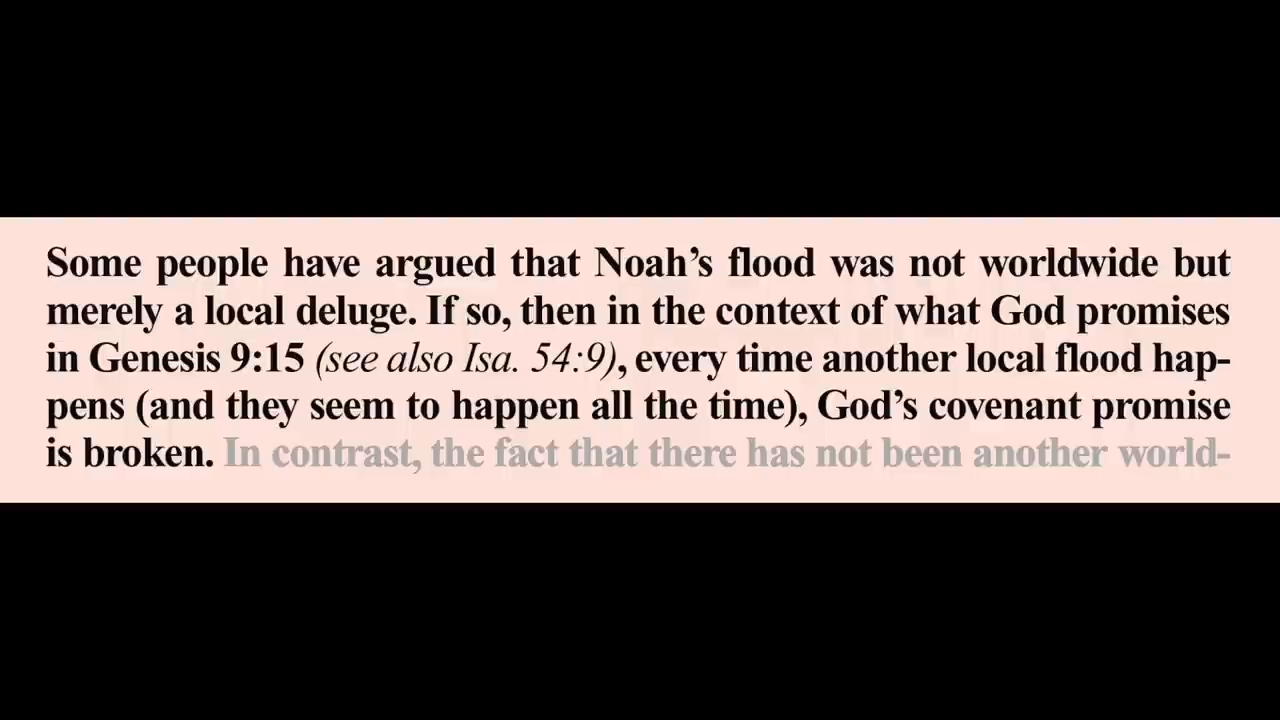 Some people have argued that Noah’s flood was not worldwide but
merely a local deluge. If so, then in the context of what God promises
in Genesis 9:15 (see also Isa. 54:9), every time another local flood hap-
pens (and they seem to happen all the time), God’s covenant promise
is broken. In contrast, the fact that there has not been another world-